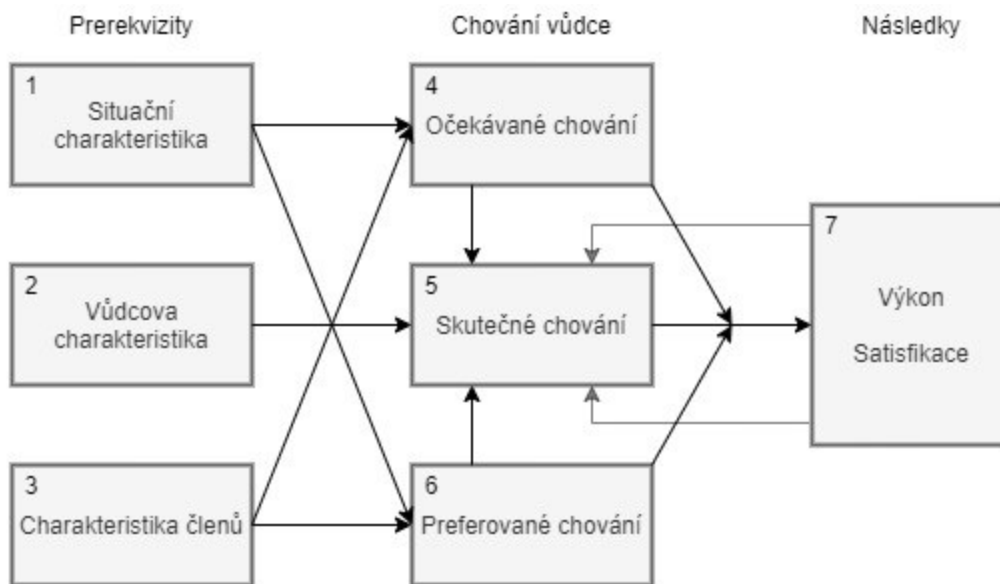 Prerekvizity
Chování vůdce
Následky
1
Situační
charakteristika
2
Vůdcova
charakteristika
3
Charakteristika členů
4
Očekávané chování
5
Skutečné chování
6
Preferované chování
7
Výkon
Satisfikace